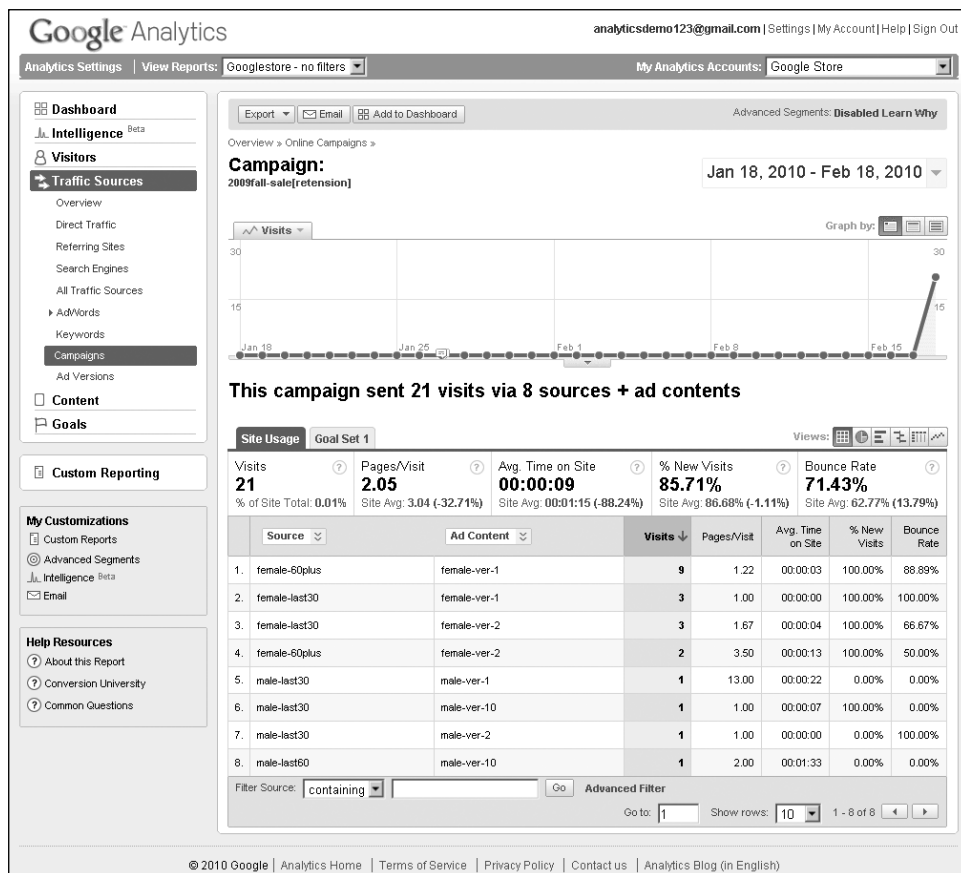 Google Analytics
analyticsdemo123@gmail.com | Settings | My Account | Help | Sign Out
Analytics Settings | View Reports: Googlestore - no filters My Analytics Accounts: Google Store
Dashboard
Intelligence Beta
Visitors
Traffic Sources
Overview
Direct Traffic
Referring Sites
Search Engines
All Traffic Sources
AdWords
Keywords
Campaigns
Ad Versions
Content
Goals
Custom Reporting
My Customizations
Custom Reports
Advanced Segments
Intelligence Beta
Email
Help Resources
? About this Report
? Conversion University
? Common Questions
Export Email Add to Dashboard Advanced Segments: Disabled Learn Why
Overview » Online Campaigns »
Campaign:
2009fall-sale[retension]
Jan 18, 2010 - Feb 18, 2010
Visits Graph by:
30 30
15 15
Jan 18 Jan 25 Feb 1 Feb 8 Feb 15
This campaign sent 21 visits via 8 sources + ad contents
Site Usage Goal Set 1 Views:
Visits ? Pages/Visit ? Avg. Time on Site ? % New Visits ? Bounce Rate ?
21 2.05 00:00:09 85.71% 71.43%
% of Site Total: 0.01% Site Avg: 3.04 (-32.71%) Site Avg: 00:01:15 (-88.24%) Site Avg: 86.68% (-1.11%) Site Avg: 62.77% (13.79%)
Source Ad Content Visits ↓ Pages/Visit Avg. Time on Site % New Visits Bounce Rate
1. female-60plus female-ver-1 9 1.22 00:00:03 100.00% 88.89%
2. female-last30 female-ver-1 3 1.00 00:00:00 100.00% 100.00%
3. female-last30 female-ver-2 3 1.67 00:00:04 100.00% 66.67%
4. female-60plus female-ver-2 2 3.50 00:00:13 100.00% 50.00%
5. male-last30 male-ver-1 1 13.00 00:00:22 0.00% 0.00%
6. male-last30 male-ver-10 1 1.00 00:00:07 100.00% 0.00%
7. male-last30 male-ver-2 1 1.00 00:00:00 0.00% 100.00%
8. male-last60 male-ver-10 1 2.00 00:01:33 0.00% 0.00%
Filter Source: containing Go Advanced Filter
Go to: 1 Show rows: 10 1 - 8 of 8
© 2010 Google | Analytics Home | Terms of Service | Privacy Policy | Contact us | Analytics Blog (in English)